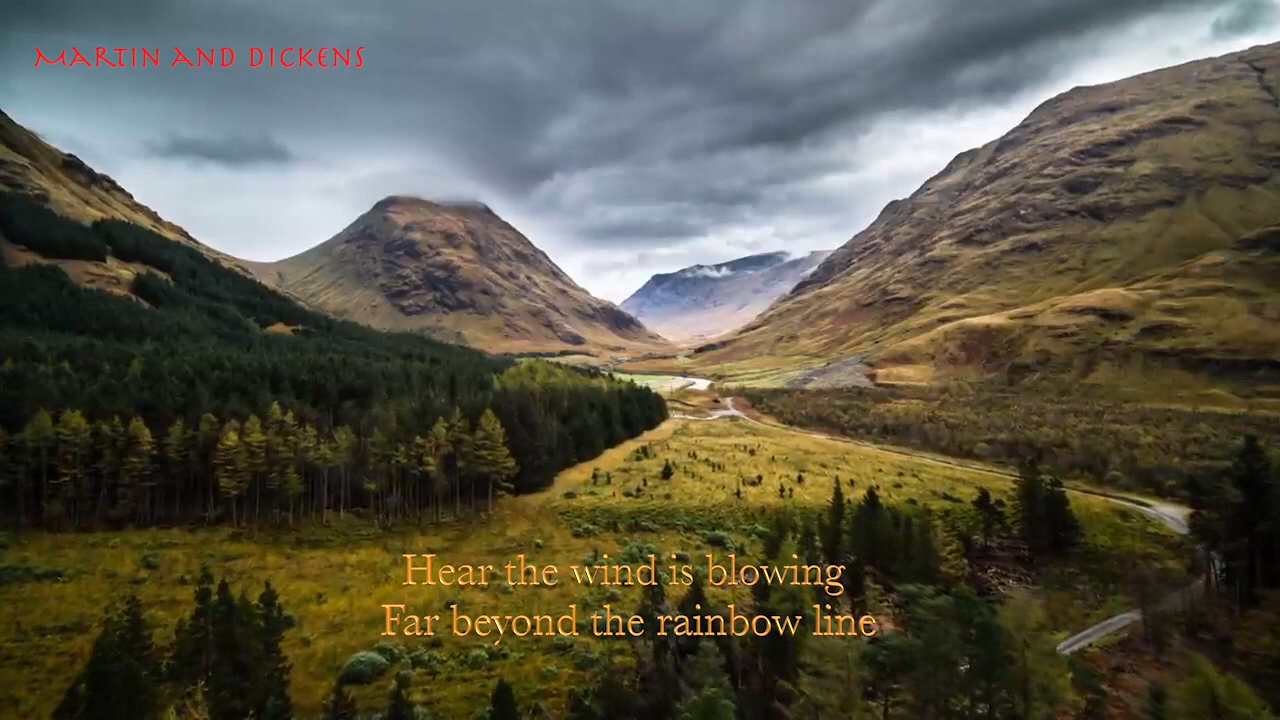 Martin and Dickens
Hear the wind is blowing
Far beyond the rainbow line